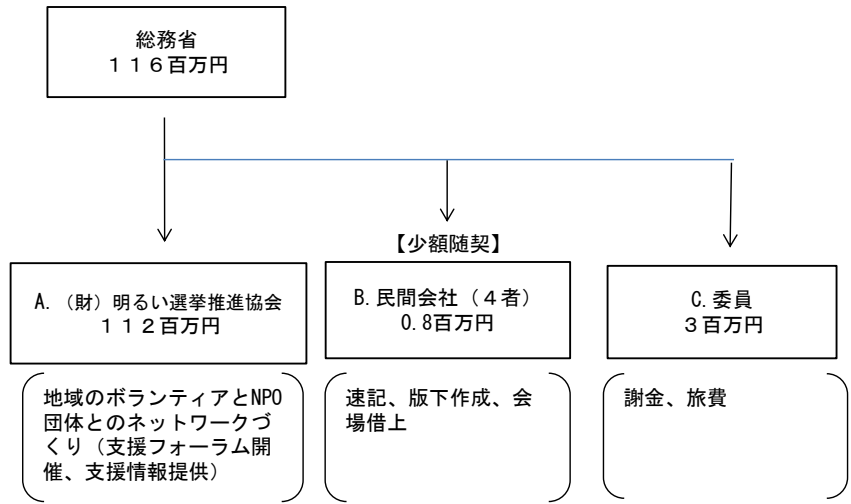 総務省
１１６百万円
【少額随契】
A.（財）明るい選挙推進協会
１１２百万円
B.民間会社（４者）
0.8百万円
C.委員
３百万円
地域のボランティアとNPO
団体とのネットワークづ
くり（支援フォーラム開
催、支援情報提供）
速記、版下作成、会
場借上
謝金、旅費